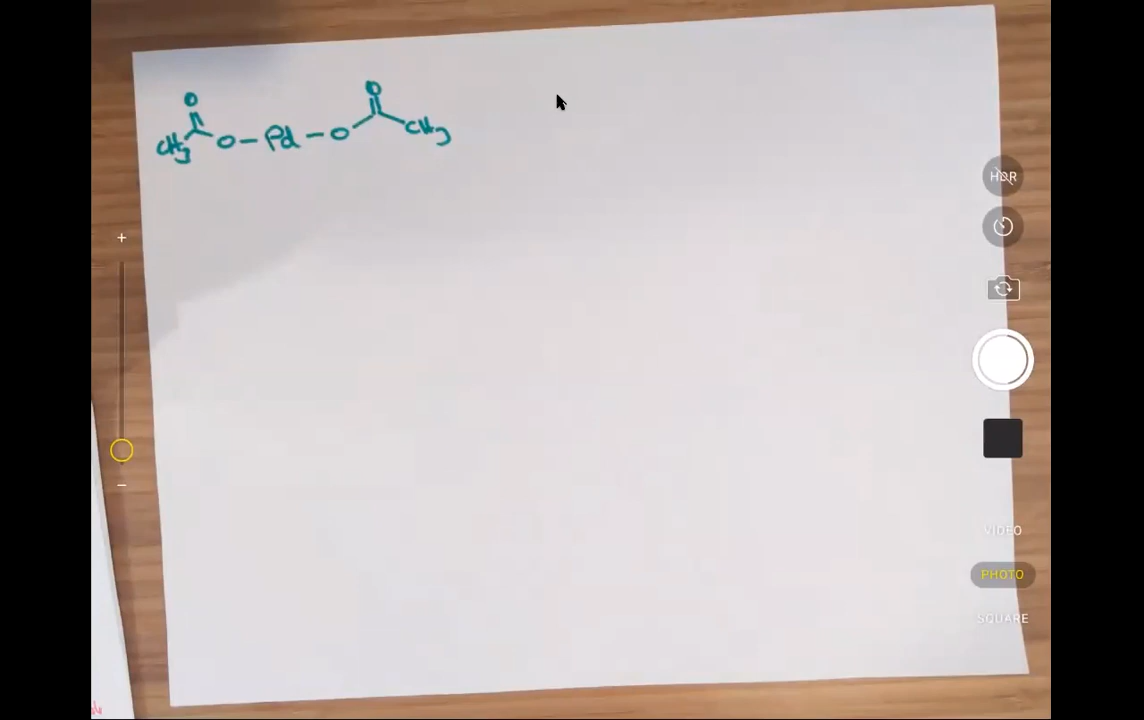 O O
CH3 O-Pd-O CH3
+
HDR
-
VIDEO
PHOTO
SQUARE